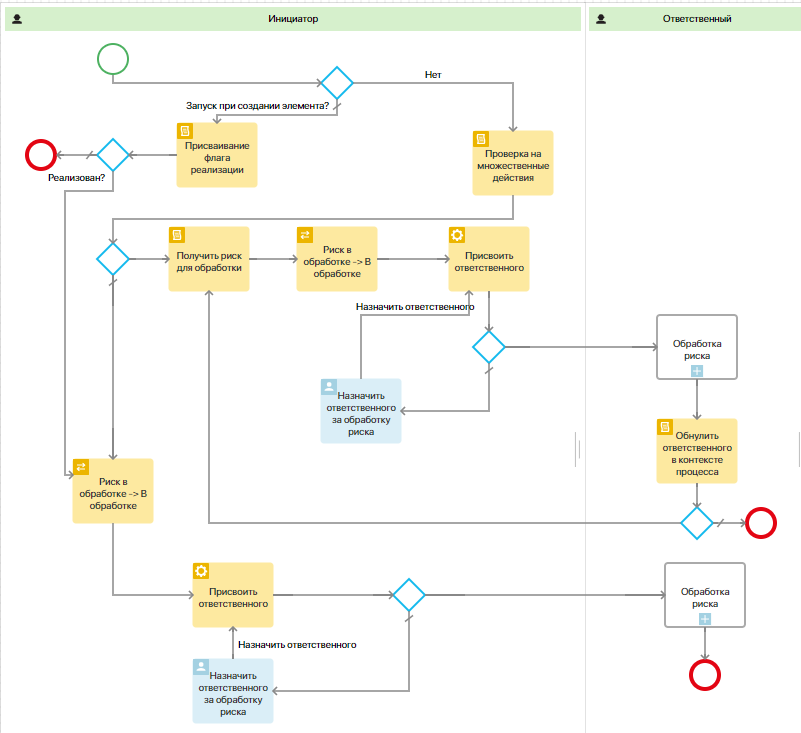 Инициатор
Ответственный
Нет
Запуск при создании элемента?
Присваивание
флага
реализации
Проверка на
множественные
действия
Реализован?
Получить риск
для обработки
Риск в
обработке -> В
обработке
Присвоить
ответственного
Назначить ответственного
Обработка
риска
Назначить
ответственного
за обработку
риска
Обнулить
ответственного
в контексте
процесса
Риск в
обработке -> В
обработке
Присвоить
ответственного
Обработка
риска
Назначить ответственного
Назначить
ответственного
за обработку
риска